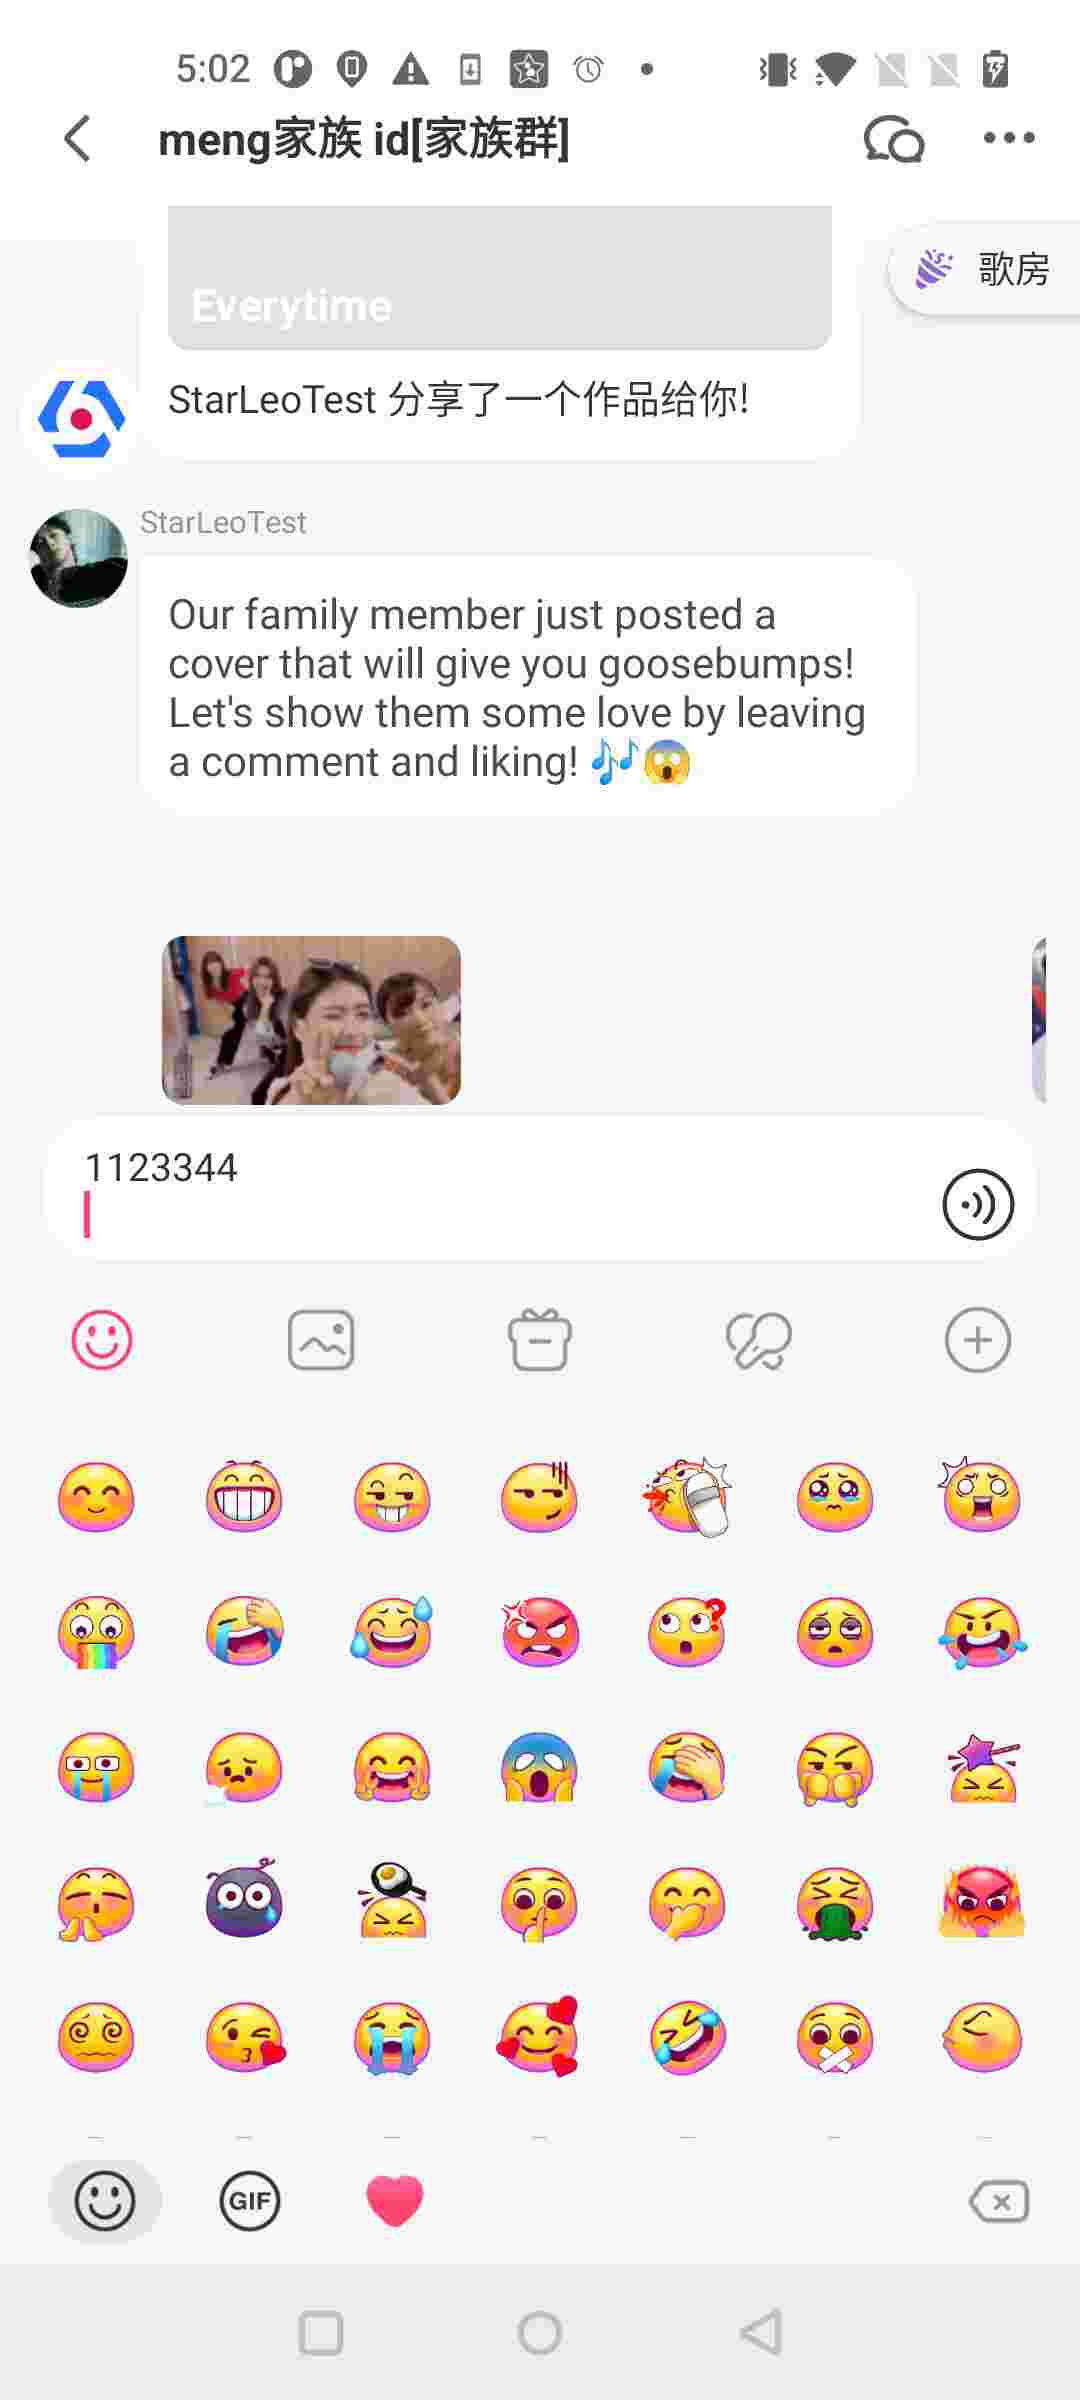 5:02
meng家族 id[家族群]
歌房
Everytime
StarLeoTest 分享了一个作品给你!
StarLeoTest
Our family member just posted a
cover that will give you goosebumps!
Let's show them some love by leaving
a comment and liking! 🎶😱
1123344
GIF